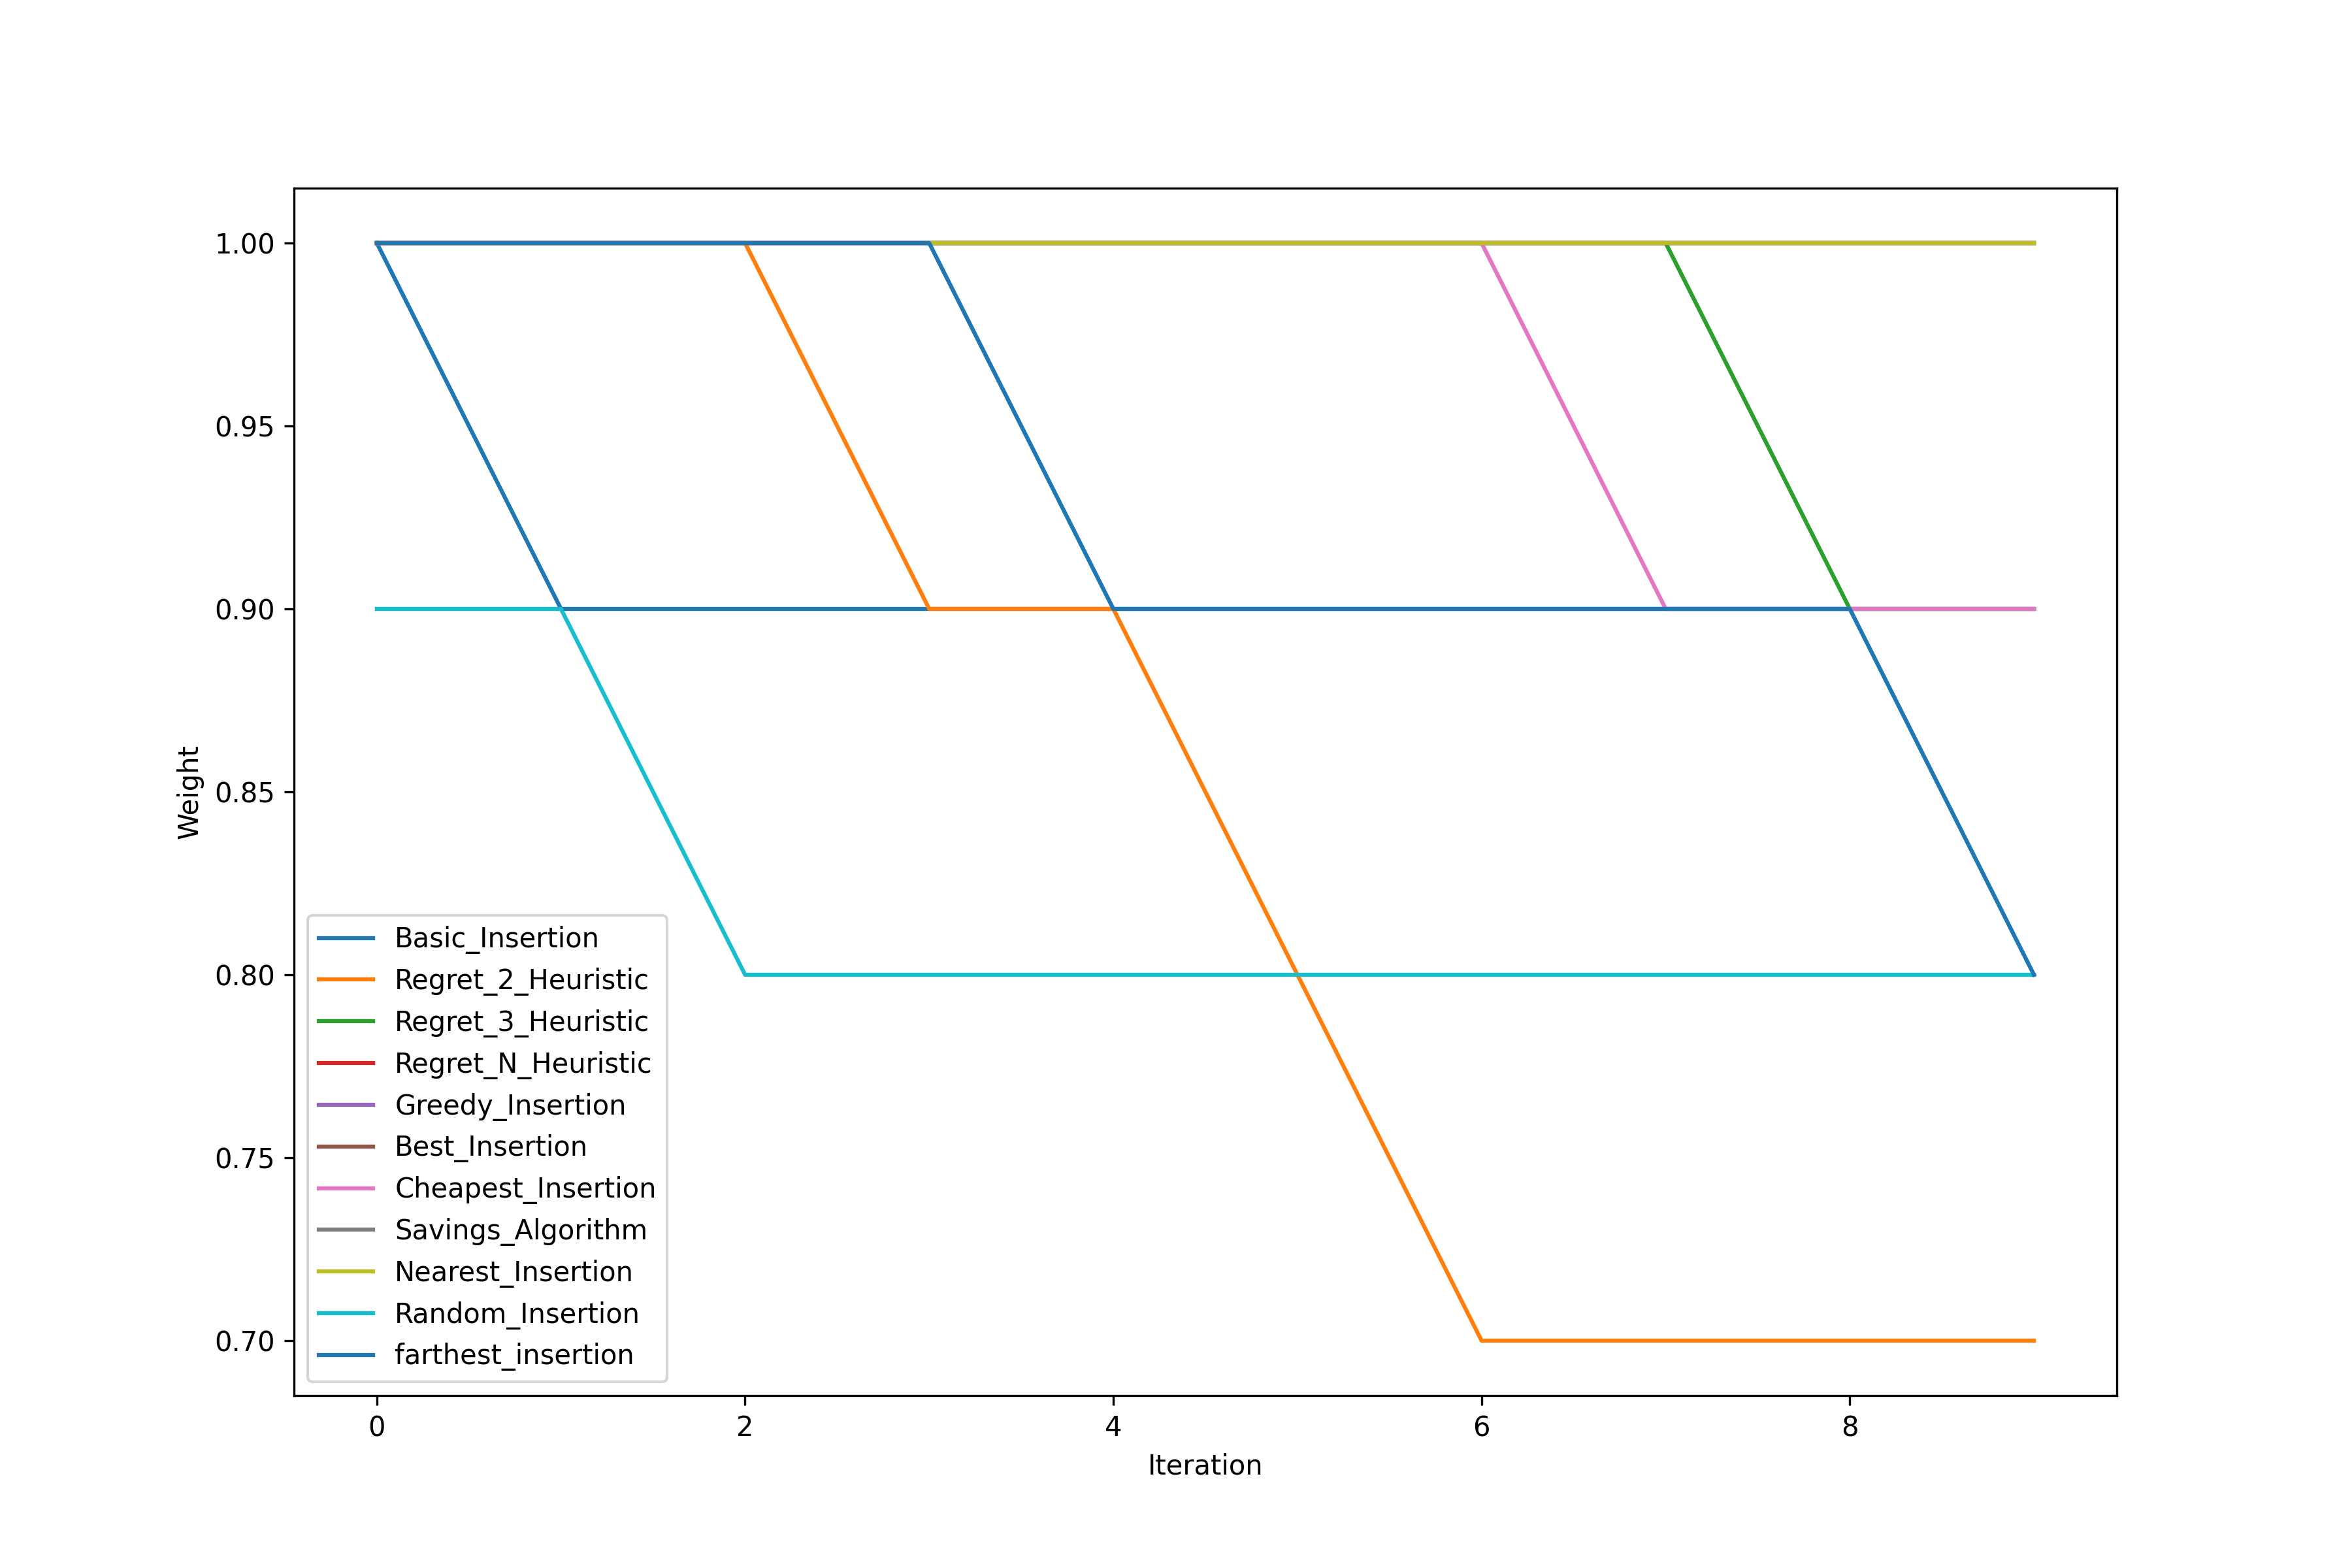 1.00
0.95
0.90
0.85
0.80
0.75
0.70
Weight
Basic_Insertion
Regret_2_Heuristic
Regret_3_Heuristic
Regret_N_Heuristic
Greedy_Insertion
Best_Insertion
Cheapest_Insertion
Savings_Algorithm
Nearest_Insertion
Random_Insertion
farthest_insertion
0 2 4 6 8
Iteration